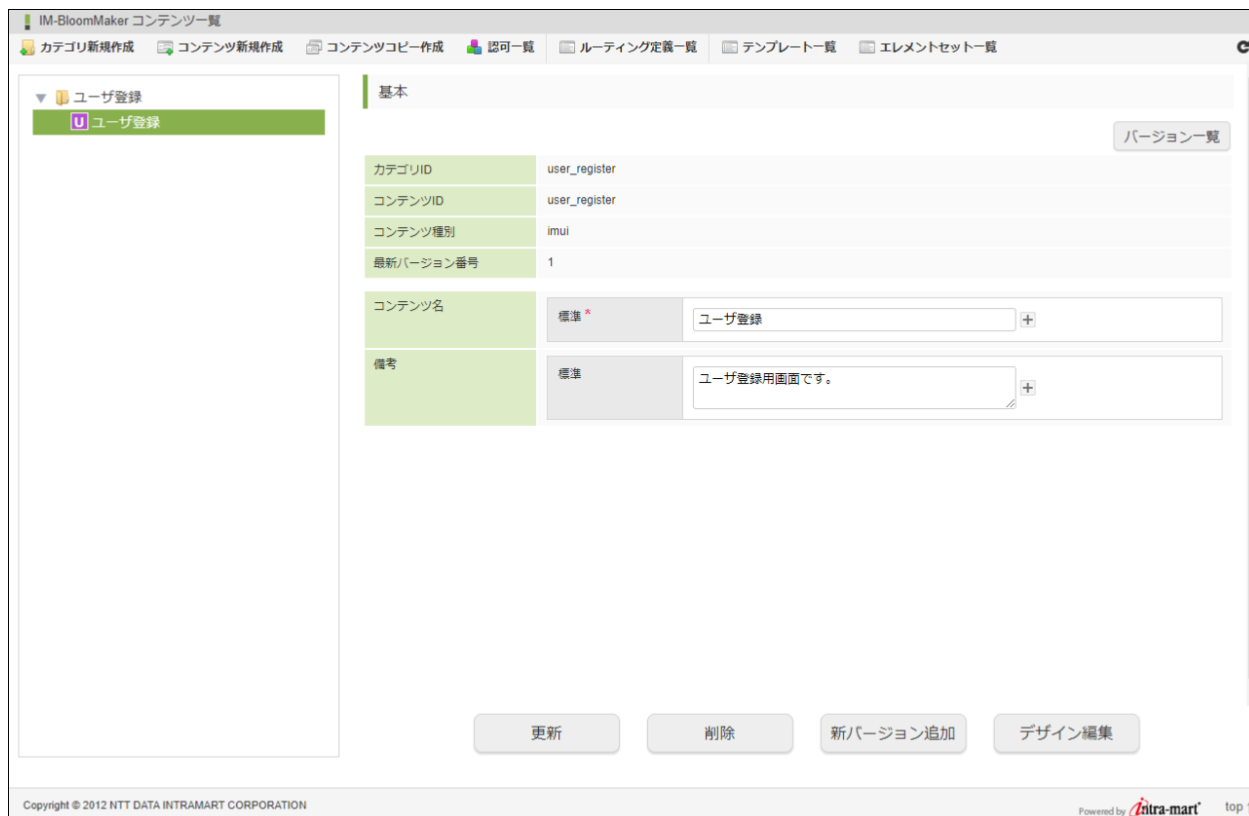 IM-BloomMaker コンテンツ一覧
カテゴリ新規作成 コンテンツ新規作成 コンテンツコピー作成 認可一覧 ルーティング定義一覧 テンプレート一覧 エレメントセット一覧
ユーザ登録
U ユーザ登録
基本
バージョン一覧
カテゴリID user_register
コンテンツID user_register
コンテンツ種別 imui
最新バージョン番号 1
コンテンツ名 標準* ユーザ登録
備考 標準 ユーザ登録用画面です。
更新 削除 新バージョン追加 デザイン編集
Copyright © 2012 NTT DATA INTRAMART CORPORATION
Powered by intra-mart top